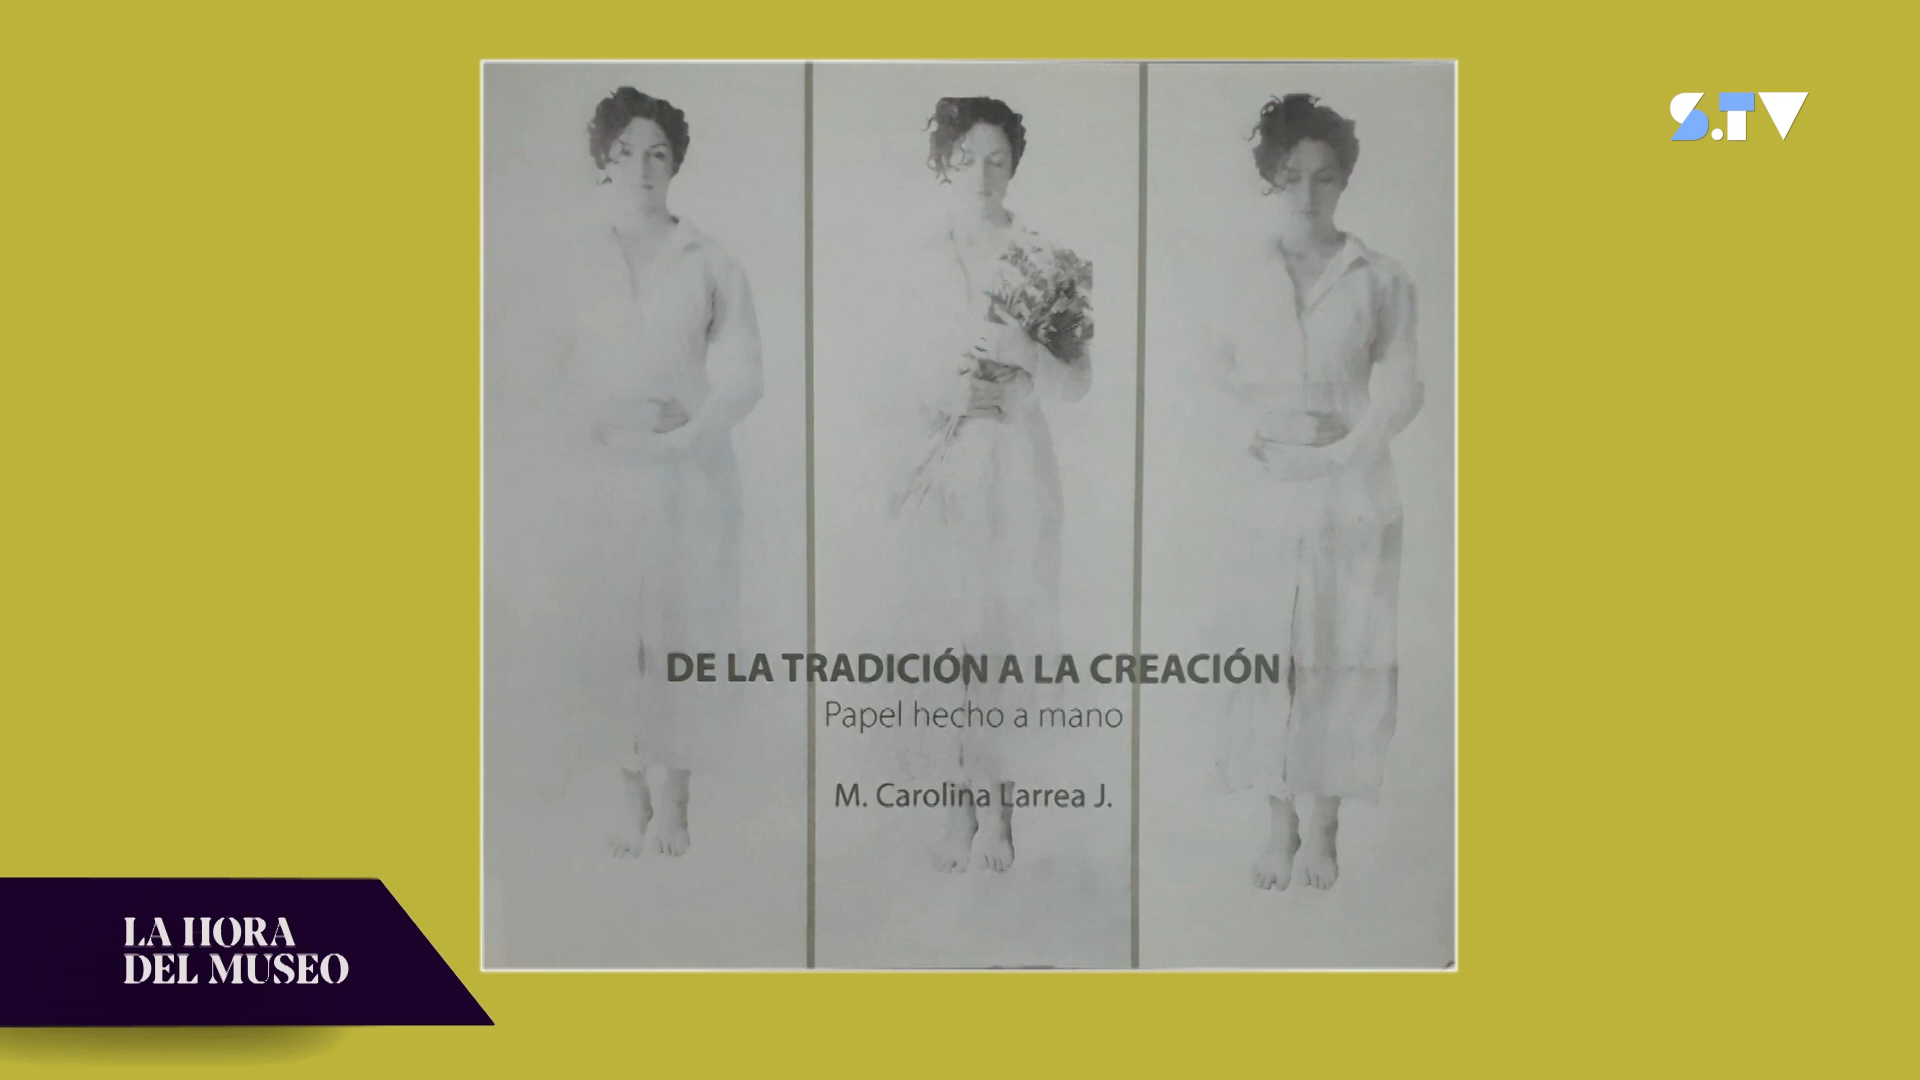 S.TV
DE LA TRADICIÓN A LA CREACIÓN
Papel hecho a mano
M. Carolina Larrea J.
LA HORA
DEL MUSEO